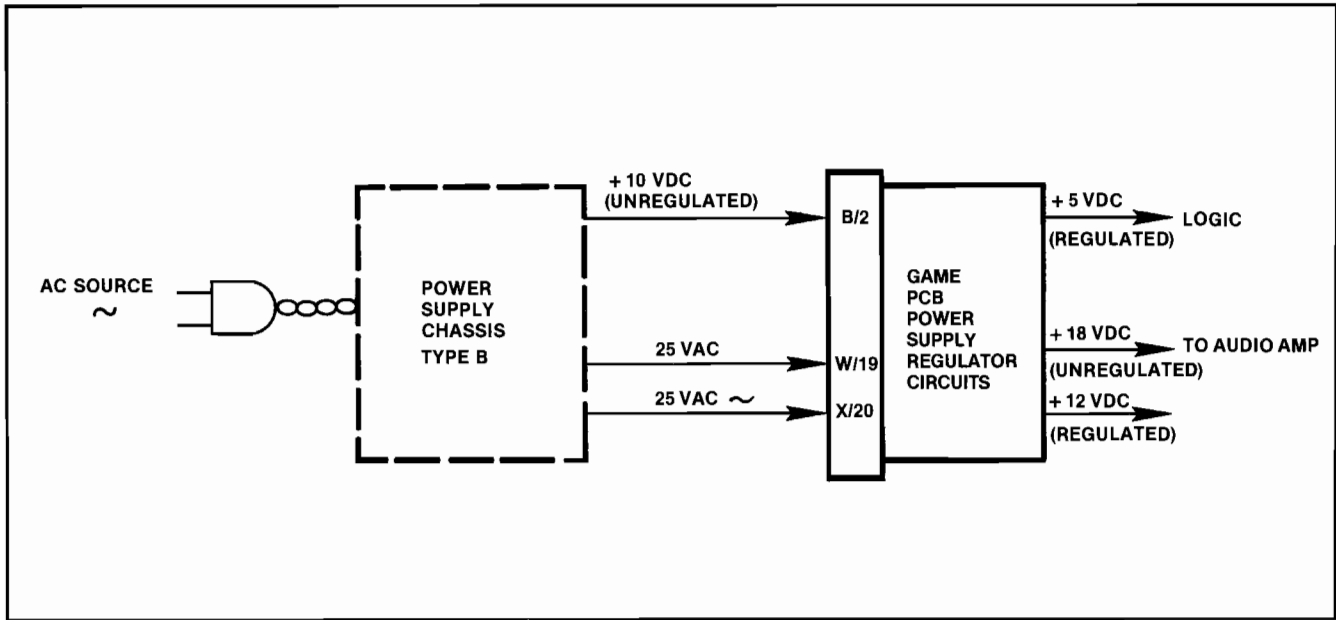 AC SOURCE
~
POWER
SUPPLY
CHASSIS
TYPE B
+ 10 VDC
(UNREGULATED)
25 VAC
25 VAC ~
B/2
W/19
X/20
GAME
PCB
POWER
SUPPLY
REGULATOR
CIRCUITS
+ 5 VDC
(REGULATED)
LOGIC
+ 18 VDC
(UNREGULATED)
TO AUDIO AMP
+ 12 VDC
(REGULATED)